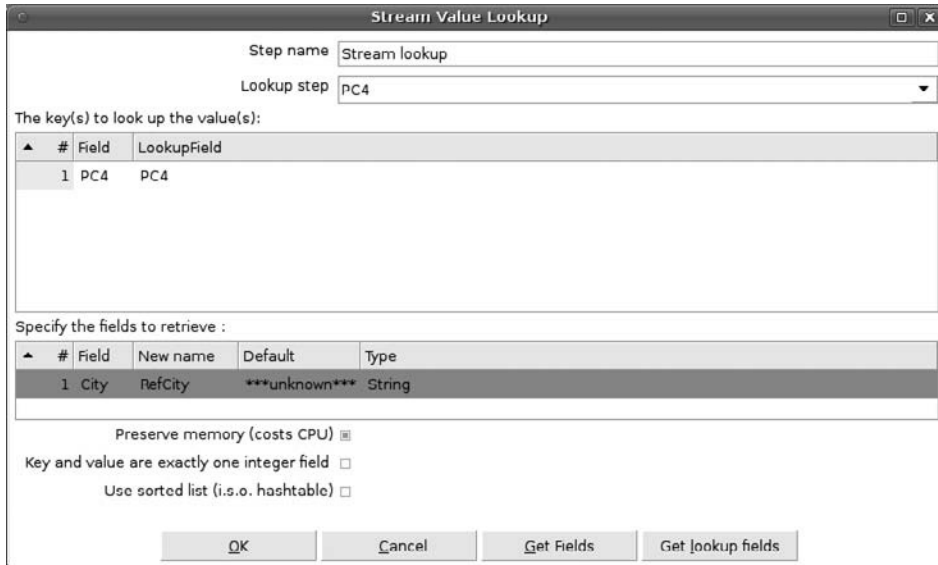 Stream Value Lookup
Step name Stream lookup
Lookup step PC4
The key(s) to look up the value(s):
# Field LookupField
1 PC4 PC4
Specify the fields to retrieve :
# Field New name Default Type
1 City RefCity ***unknown*** String
Preserve memory (costs CPU)
Key and value are exactly one integer field
Use sorted list (i.s.o. hashtable)
OK Cancel Get Fields Get lookup fields